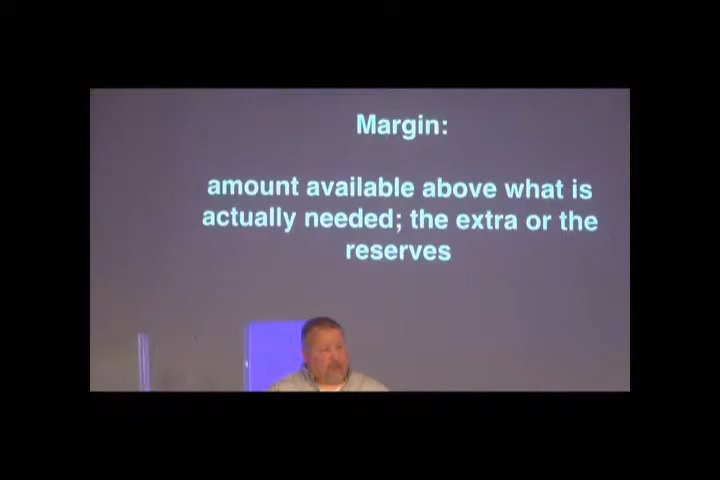 Margin:
amount available above what is
actually needed; the extra or the
reserves